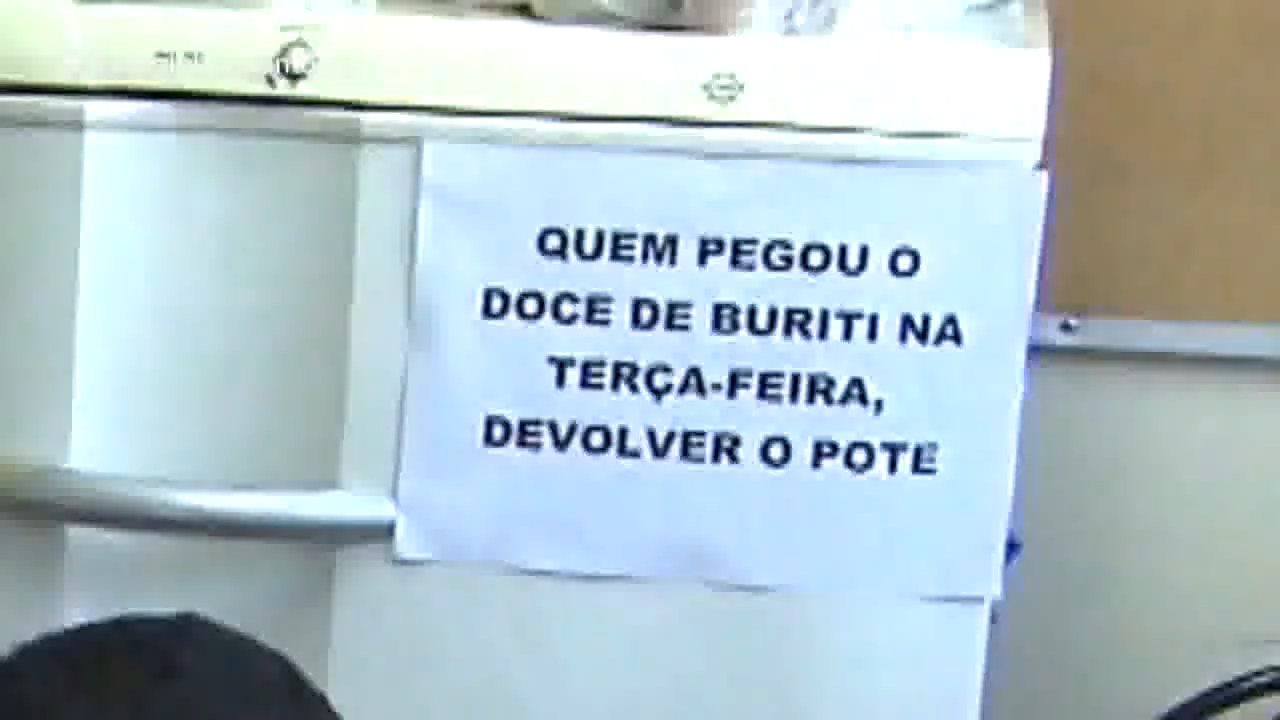 QUEM PEGOU O
DOCE DE BURITI NA
TERÇA-FEIRA,
DEVOLVER O POTE